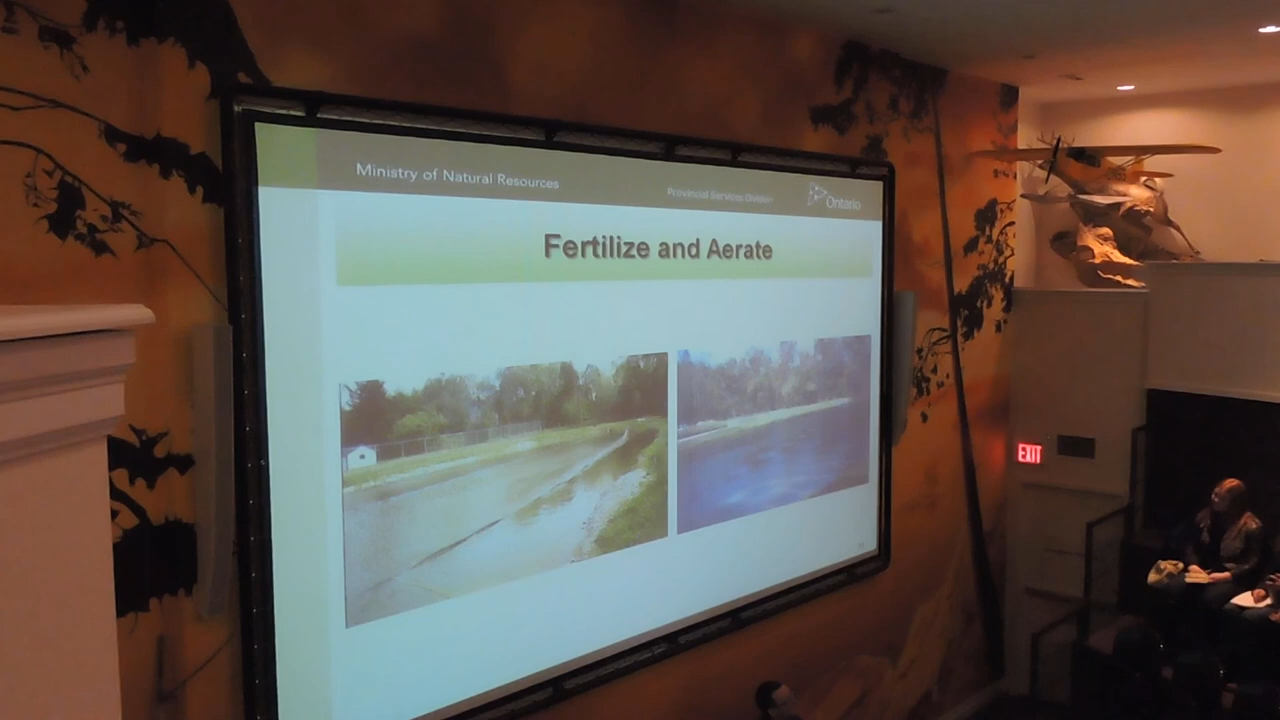 Ministry of Natural Resources
Provincial Services Division
Ontario
Fertilize and Aerate
EXIT